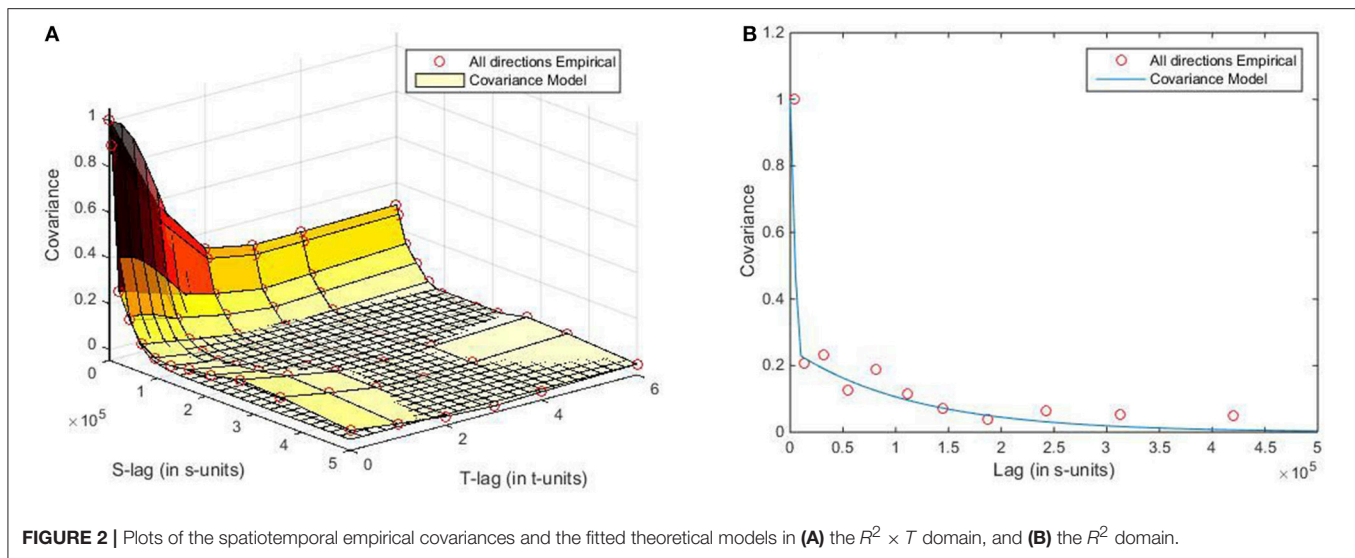 A
All directions Empirical
Covariance Model
1
0.8
0.6
0.4
0.2
0
Covariance
0
1
2
3
4
5
× 10^5
S-lag (in s-units)
0
2
4
6
T-lag (in t-units)
B
All directions Empirical
Covariance Model
1.2
1
0.8
0.6
0.4
0.2
0
Covariance
0 0.5 1 1.5 2 2.5 3 3.5 4 4.5 5
× 10^5
Lag (in s-units)
FIGURE 2 | Plots of the spatiotemporal empirical covariances and the fitted theoretical models in (A) the R² × T domain, and (B) the R² domain.